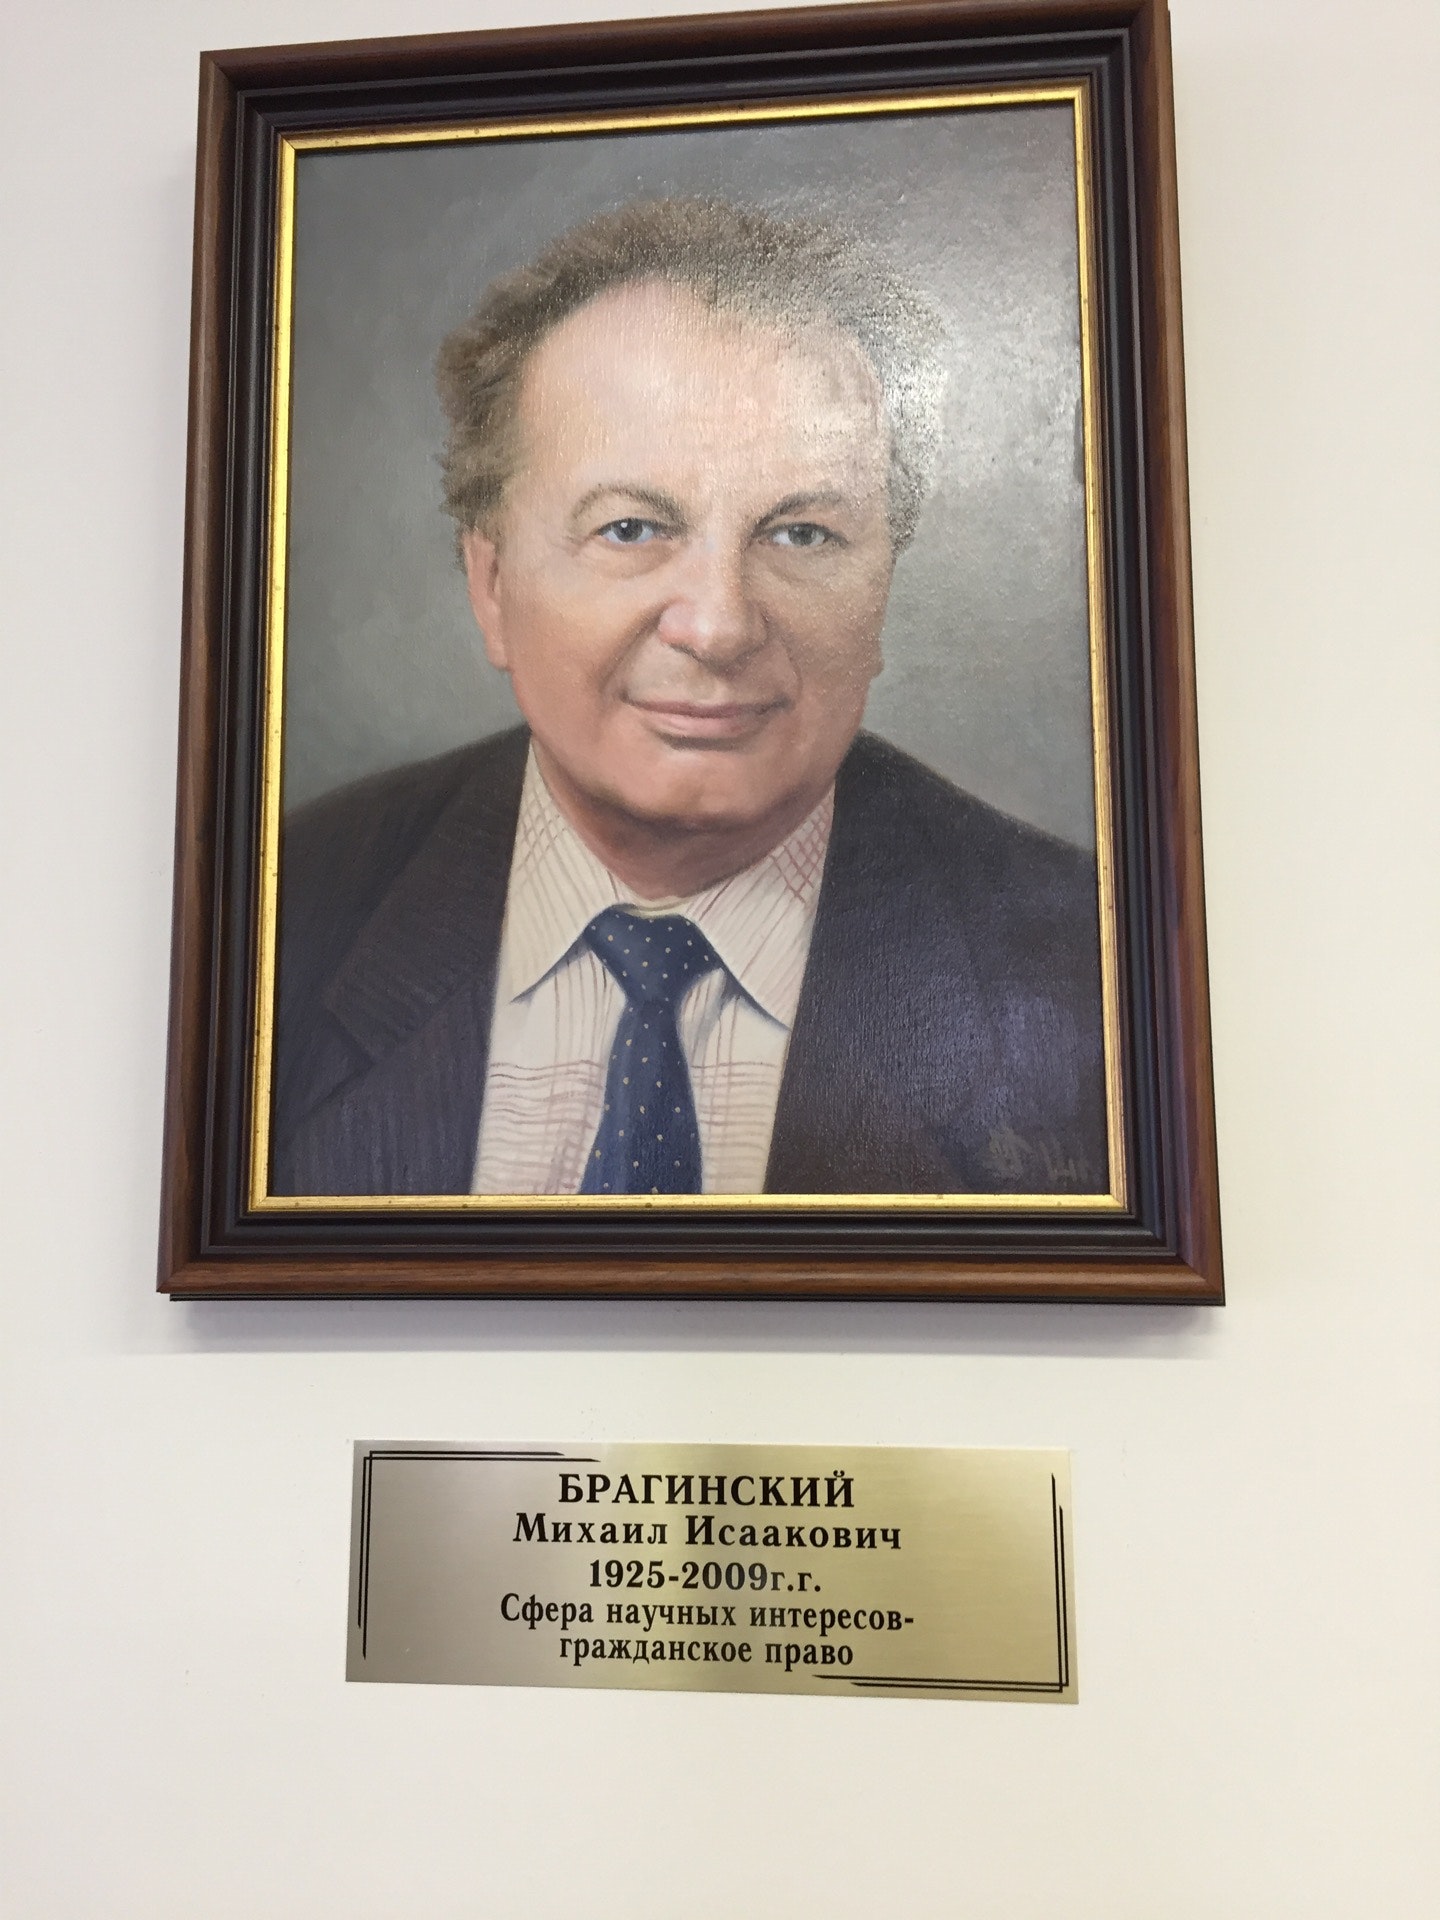 БРАГИНСКИЙ
Михаил Исаакович
1925-2009г.г.
Сфера научных интересов-
гражданское право